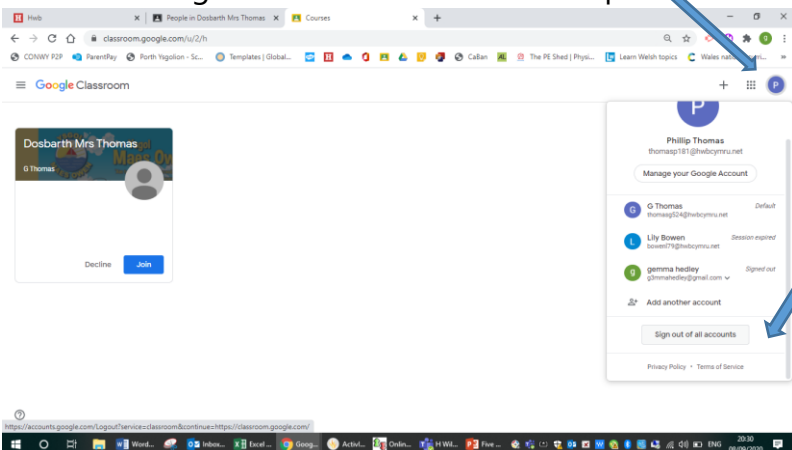 Hwb
People in Dosbarth Mrs Thomas
Courses
classroom.google.com/u/2/h
CONWY P2P
ParentPay
Porth Ysgolion - Sc...
Templates | Global...
CaBan
The PE Shed | Physi...
Learn Welsh topics
Google Classroom
P
P
Phillip Thomas
thomasp181@hwbcymru.net
Manage your Google Account
Dosbarth Mrs Thomas
G Thomas
G
G Thomas
Default
thomasg524@hwbcymru.net
L
Lily Bowen
Session expired
bowenl79@hwbcymru.net
g
gemma hedley
Signed out
g3mmahedley@gmail.com
Decline
Join
Add another account
Sign out of all accounts
Privacy Policy • Terms of Service
https://accounts.google.com/Logout?service=classroom&continue=https://classroom.google.com/
Word...
Inbox...
Excel ...
Goog...
Activi...
Onlin...
H Wil...
Five ...
ENG
20:30
08/09/2020